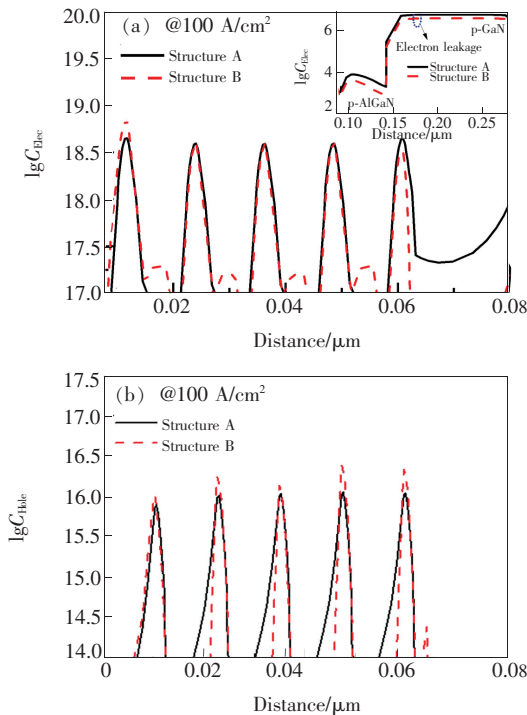 (a) @100 A/cm²
Structure A
Structure B
lgC_Elec
20.0
19.5
19.0
18.5
18.0
17.5
17.0
0.02
0.04
0.06
0.08
Distance/μm
p-GaN
Electron leakage
Structure A
Structure B
p-AlGaN
lgC_Elec
6
4
2
0.10
0.15
0.20
0.25
Distance/μm
(b) @100 A/cm²
Structure A
Structure B
lgC_Hole
17.5
17.0
16.5
16.0
15.5
15.0
14.5
14.0
0
0.02
0.04
0.06
0.08
Distance/μm